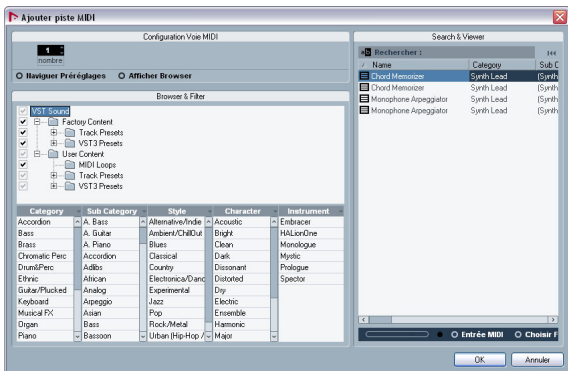 Ajouter piste MIDI
Configuration Voie MIDI
1
nombre
Naviguer Préréglages Afficher Browser
Browser & Filter
VST Sound
Factory Content
Track Presets
VST3 Presets
User Content
MIDI Loops
Track Presets
VST3 Presets
Category Sub Category Style Character Instrument
Accordion A. Bass Alternative/Indie Acoustic Embracer
Bass A. Guitar Ambient/ChillOut Bright HALionOne
Brass A. Piano Blues Clean Monologue
Chromatic Perc Accordion Classical Dark Mystic
Drum&Perc Adlibs Country Dissonant Prologue
Ethnic African Electronica/Danc Distorted Spector
Guitar/Plucked Analog Experimental Dry
Keyboard Arpeggio Jazz Electric
Musical FX Asian Pop Ensemble
Organ Bass Rock/Metal Harmonic
Piano Bassoon Urban (Hip-Hop / Major
Search & Viewer
Rechercher :
Name Category Sub C
Chord Memorizer Synth Lead (Synth
Chord Memorizer Synth Lead (Synth
Monophone Arpeggiator Synth Lead (Synth
Monophone Arpeggiator Synth Lead (Synth
Entrée MIDI Choisir F
OK Annuler